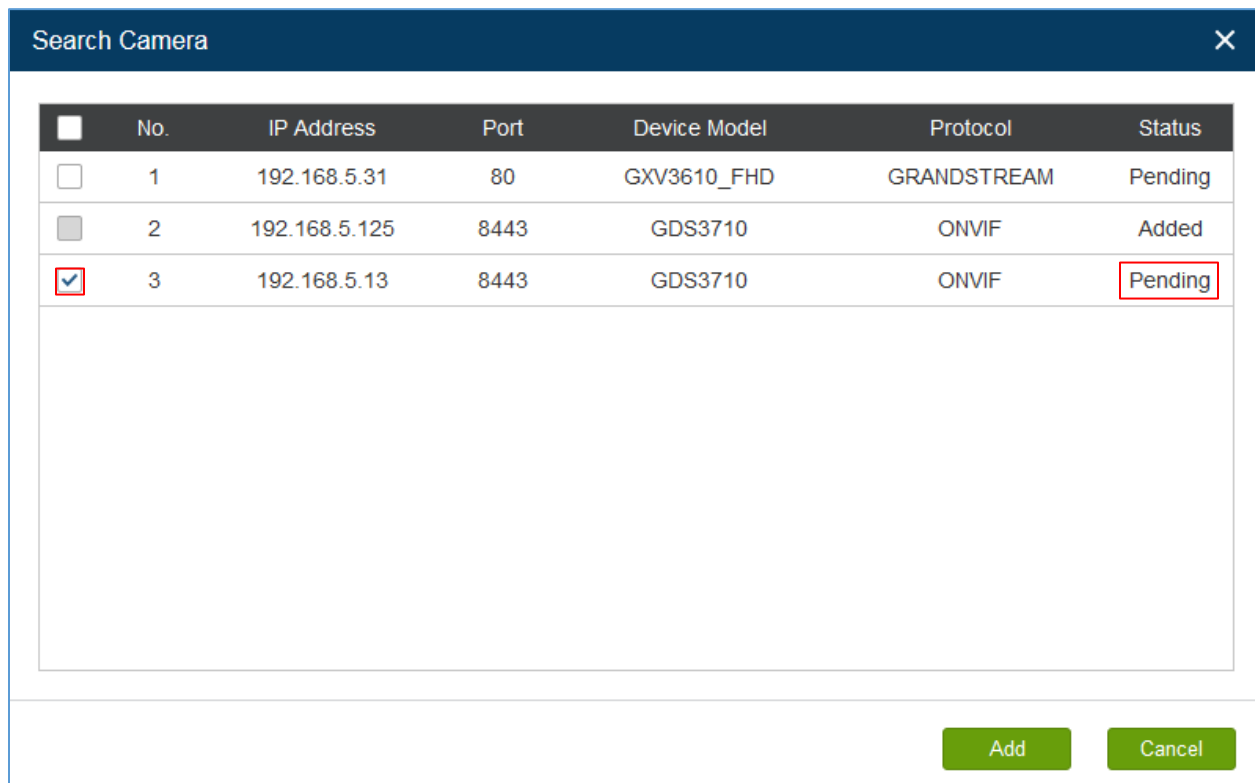 Search Camera
No. IP Address Port Device Model Protocol Status
1 192.168.5.31 80 GXV3610_FHD GRANDSTREAM Pending
2 192.168.5.125 8443 GDS3710 ONVIF Added
3 192.168.5.13 8443 GDS3710 ONVIF Pending
Add Cancel